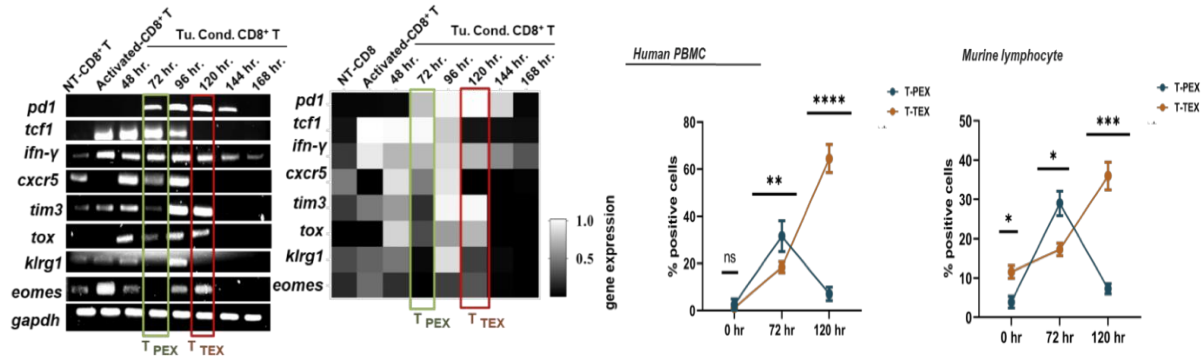 Tu. Cond. CD8⁺ T
NT-CD8⁺T
Activated-CD8⁺T
48 hr.
72 hr.
96 hr.
120 hr.
144 hr.
168 hr.
pd1
tcf1
ifn-γ
cxcr5
tim3
tox
klrg1
eomes
gapdh
T PEX
T TEX
Tu. Cond. CD8⁺ T
NT-CD8
Activated-CD8⁺T
48 hr.
72 hr.
96 hr.
120 hr.
144 hr.
168 hr.
pd1
tcf1
ifn-γ
cxcr5
tim3
tox
klrg1
eomes
T PEX
T TEX
1.0
0.5
gene expression
Human PBMC
T-PEX
T-TEX
% positive cells
80
60
40
20
0
ns
**
****
0 hr
72 hr
120 hr
Murine lymphocyte
T-PEX
T-TEX
% positive cells
50
40
30
20
10
0
*
*
***
0 hr
72 hr
120 hr